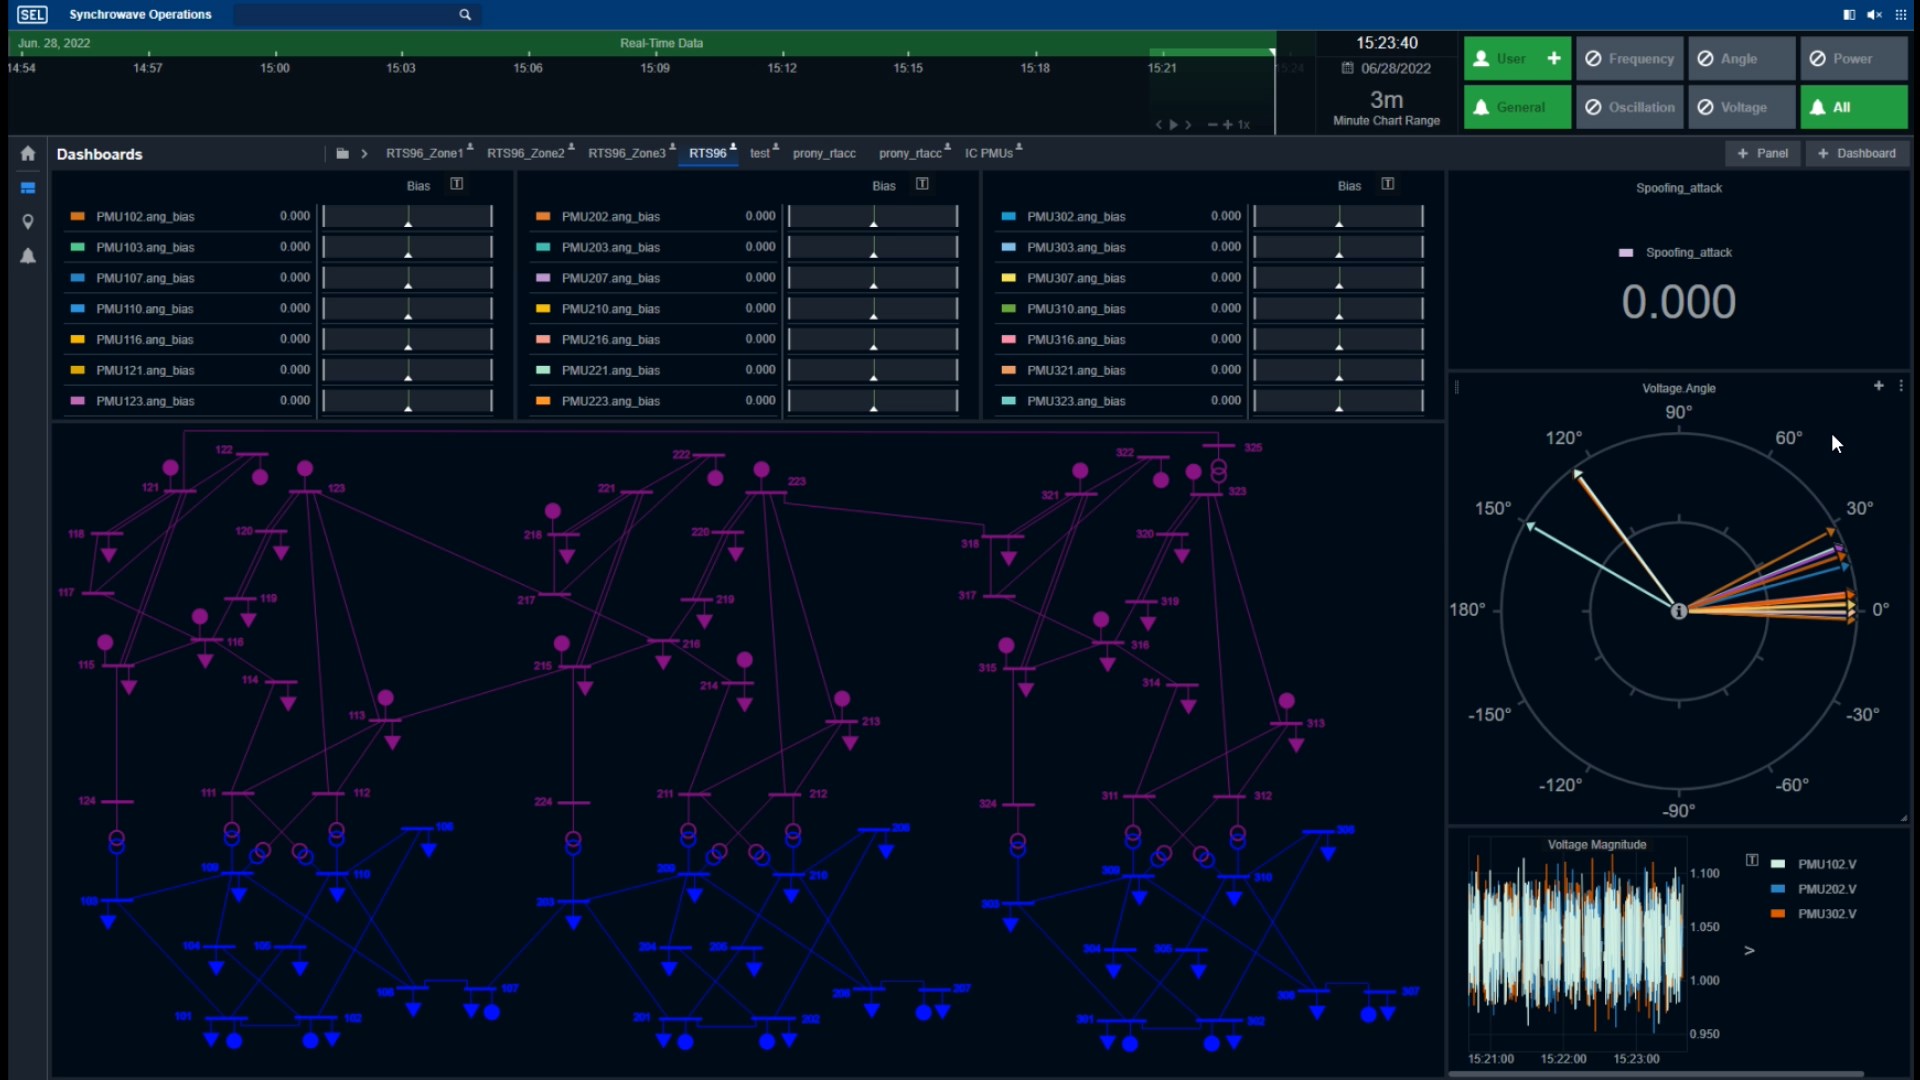 SEL Synchrowave Operations
Jun. 28, 2022
Real-Time Data
14:54 14:57 15:00 15:03 15:06 15:09 15:12 15:15 15:18 15:21 15:24
1x
15:23:40
06/28/2022
3m
Minute Chart Range
User + Frequency Angle Power
General Oscillation Voltage All
Dashboards
RTS96_Zone1 RTS96_Zone2 RTS96_Zone3 RTS96 test prony_rtacc prony_rtacc IC PMUs
+ Panel + Dashboard
Bias T
PMU102.ang_bias 0.000
PMU103.ang_bias 0.000
PMU107.ang_bias 0.000
PMU110.ang_bias 0.000
PMU116.ang_bias 0.000
PMU121.ang_bias 0.000
PMU123.ang_bias 0.000
Bias T
PMU202.ang_bias 0.000
PMU203.ang_bias 0.000
PMU207.ang_bias 0.000
PMU210.ang_bias 0.000
PMU216.ang_bias 0.000
PMU221.ang_bias 0.000
PMU223.ang_bias 0.000
Bias T
PMU302.ang_bias 0.000
PMU303.ang_bias 0.000
PMU307.ang_bias 0.000
PMU310.ang_bias 0.000
PMU316.ang_bias 0.000
PMU321.ang_bias 0.000
PMU323.ang_bias 0.000
Spoofing_attack
Spoofing_attack
0.000
Voltage.Angle
90°
120° 60°
150° 30°
180° 0°
-150° -30°
-120° -60°
-90°
122 222 322 325
121 123 221 223 321 323
118 120 218 220 318 320
117 119 217 219 317 319
115 116 215 216 315 316
114 214 314
113 213 313
124 111 112 224 211 212 324 311 312
109 110 210 310
103 203
104 204 304
107 207 307
101 102 201 202 301 302
Voltage Magnitude
T PMU102.V
PMU202.V
PMU302.V
1.100
1.050
1.000
0.950
15:21:00 15:22:00 15:23:00